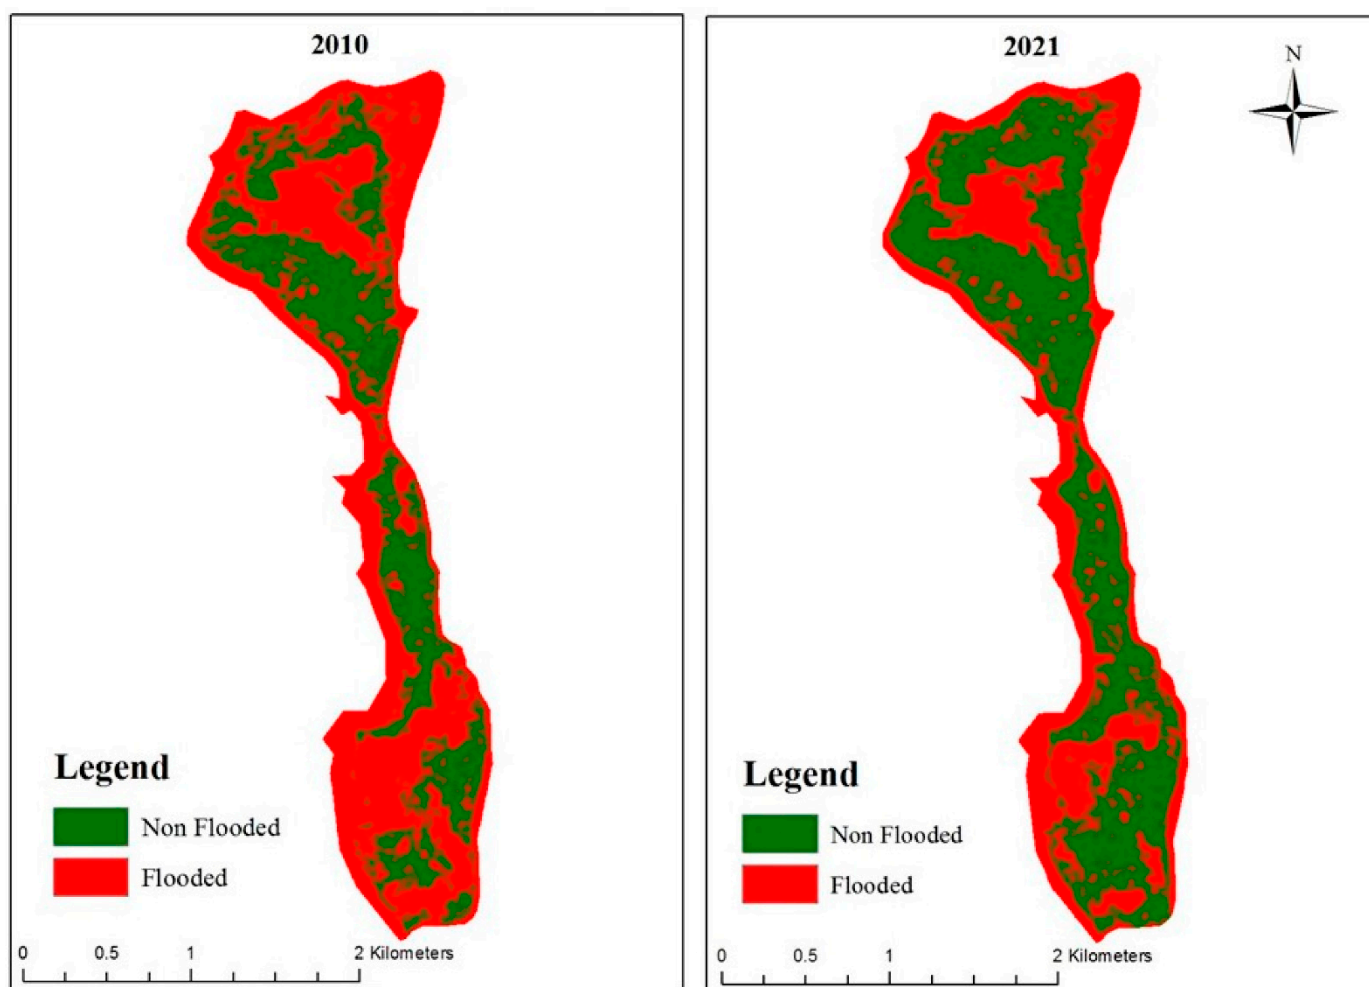 2010
Legend
Non Flooded
Flooded
0 0.5 1 2 Kilometers
2021
N
Legend
Non Flooded
Flooded
0 0.5 1 2 Kilometers